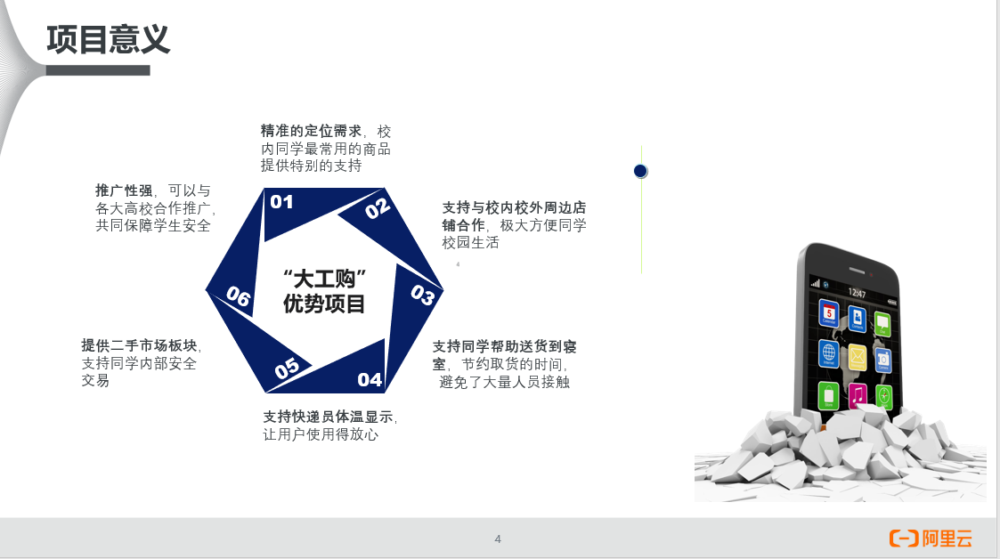 项目意义
精准的定位需求，校
内同学最常用的商品
提供特别的支持
推广性强，可以与
各大高校合作推广，
共同保障学生安全
01
02
支持与校内校外周边店
铺合作，极大方便同学
校园生活
4
“大工购”
优势项目
03
06
12:47
5
提供二手市场板块，
支持同学内部安全
交易
05
04
支持同学帮助送货到寝
室，节约取货的时间，
避免了大量人员接触
支持快递员体温显示，
让用户使用得放心
4
阿里云